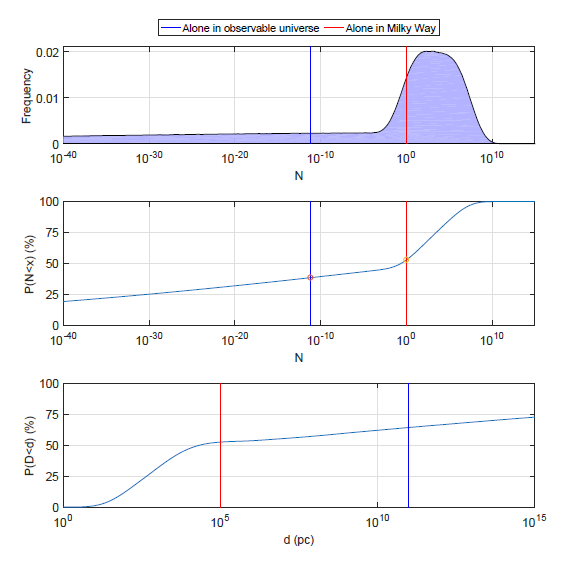 Alone in observable universe Alone in Milky Way
0.02
0.01
0
Frequency
10^-40 10^-30 10^-20 10^-10 10^0 10^10
N
100
75
50
25
0
P(N<x) (%)
10^-40 10^-30 10^-20 10^-10 10^0 10^10
N
100
75
50
25
0
P(D<d) (%)
10^0 10^5 10^10 10^15
d (pc)